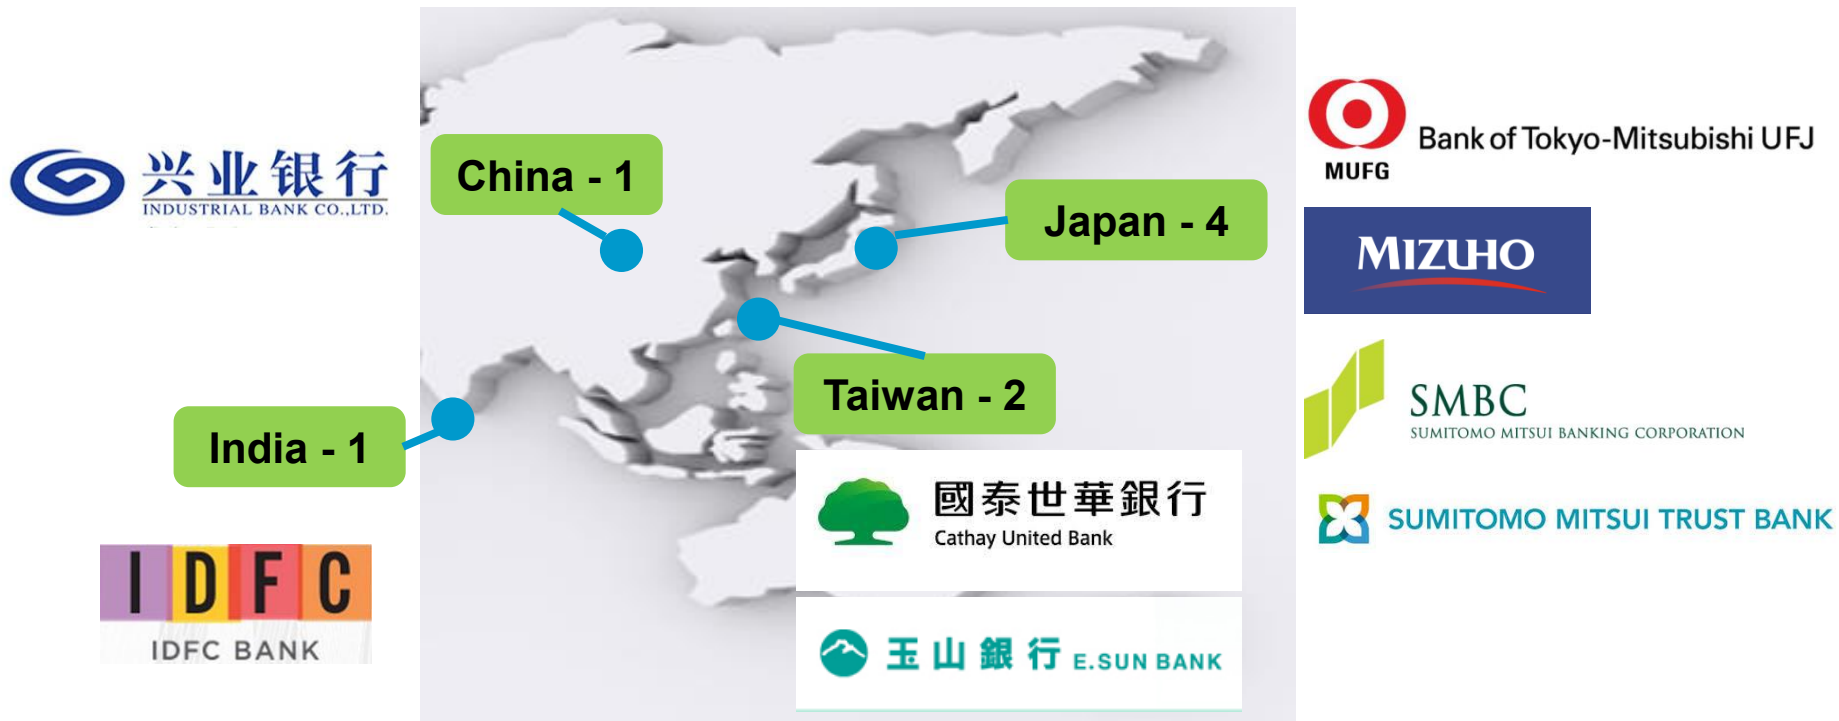 兴业银行
INDUSTRIAL BANK CO.,LTD.
China - 1
Japan - 4
Taiwan - 2
India - 1
IDFC
IDFC BANK
國泰世華銀行
Cathay United Bank
玉山銀行 E.SUN BANK
MUFG
Bank of Tokyo-Mitsubishi UFJ
MIZUHO
SMBC
SUMITOMO MITSUI BANKING CORPORATION
SUMITOMO MITSUI TRUST BANK